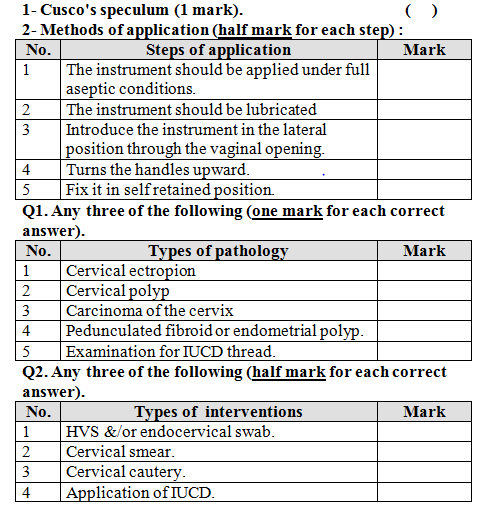 1- Cusco's speculum (1 mark). ( )
2- Methods of application (half mark for each step) :
No. Steps of application Mark
1 The instrument should be applied under full
aseptic conditions.
2 The instrument should be lubricated
3 Introduce the instrument in the lateral
position through the vaginal opening.
4 Turns the handles upward. .
5 Fix it in self retained position.
Q1. Any three of the following (one mark for each correct
answer).
No. Types of pathology Mark
1 Cervical ectropion
2 Cervical polyp
3 Carcinoma of the cervix
4 Pedunculated fibroid or endometrial polyp.
5 Examination for IUCD thread.
Q2. Any three of the following (half mark for each correct
answer).
No. Types of interventions Mark
1 HVS &/or endocervical swab.
2 Cervical smear.
3 Cervical cautery.
4 Application of IUCD.